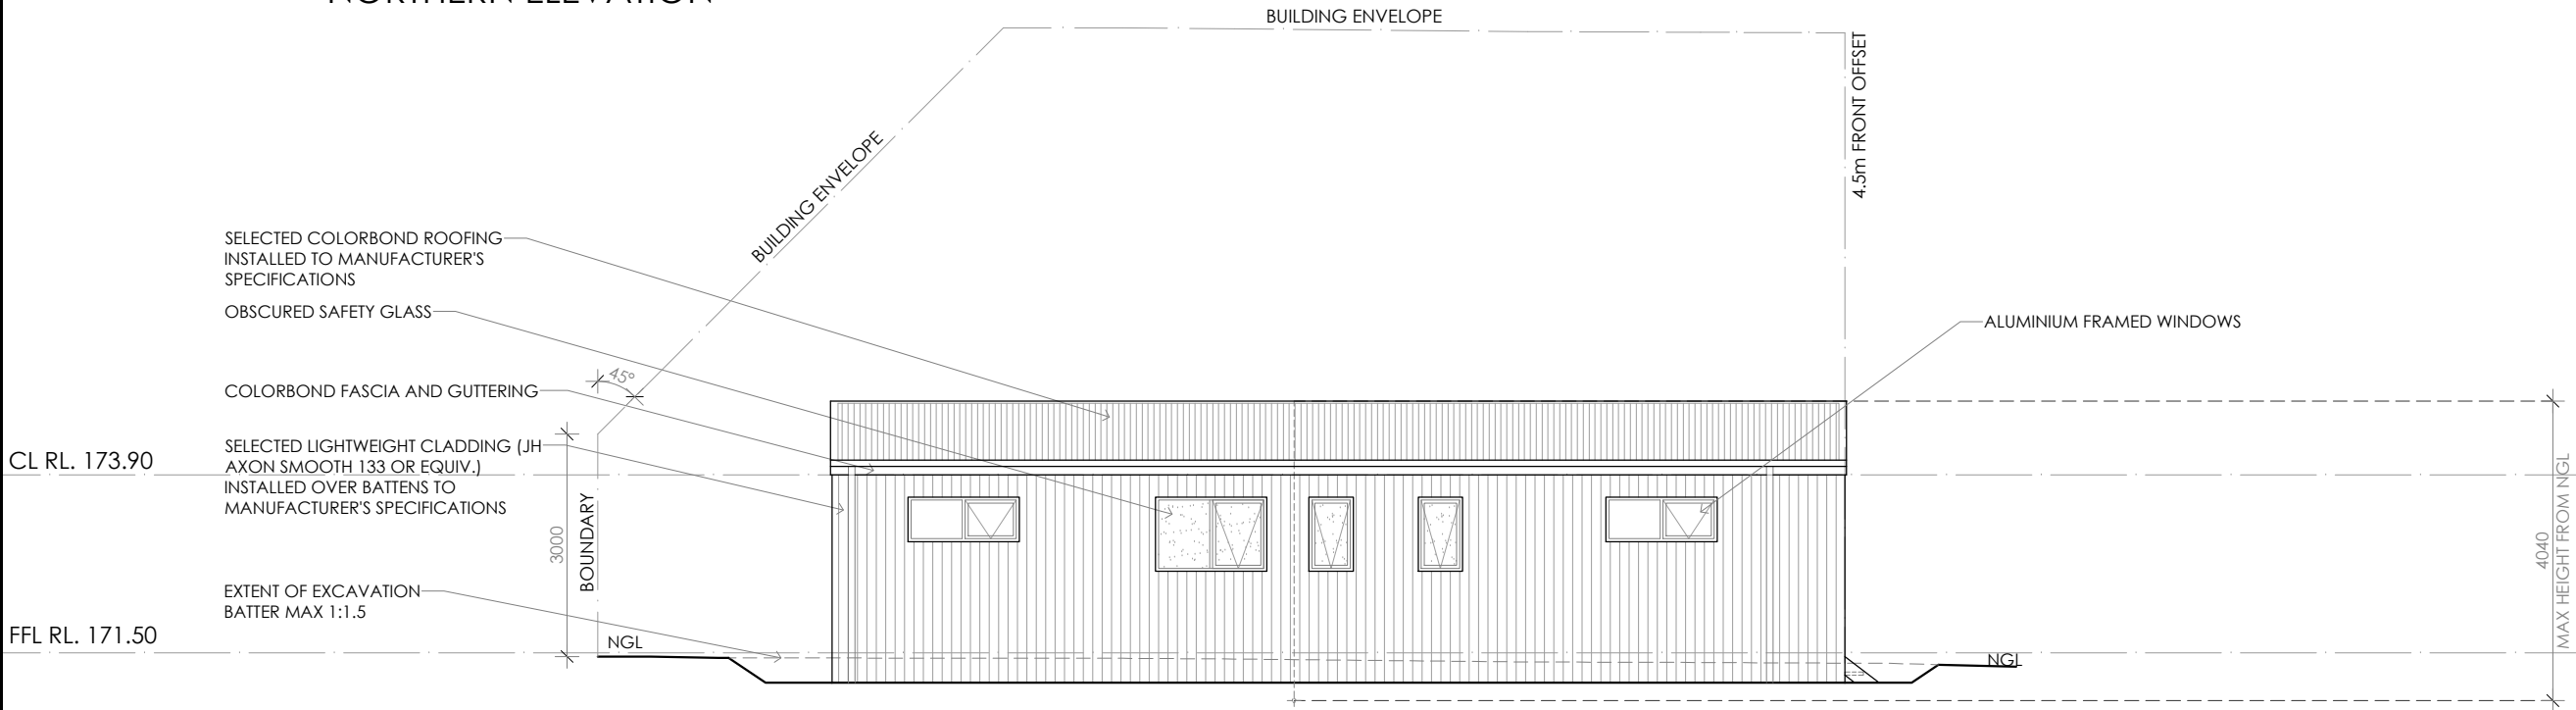 NORTHERN ELEVATION
BUILDING ENVELOPE
4.5m FRONT OFFSET
BUILDING ENVELOPE
SELECTED COLORBOND ROOFING
INSTALLED TO MANUFACTURER'S
SPECIFICATIONS
OBSCURED SAFETY GLASS
ALUMINIUM FRAMED WINDOWS
45°
COLORBOND FASCIA AND GUTTERING
SELECTED LIGHTWEIGHT CLADDING (JH
AXON SMOOTH 133 OR EQUIV.)
INSTALLED OVER BATTENS TO
MANUFACTURER'S SPECIFICATIONS
CL RL. 173.90
3000
BOUNDARY
4040
MAX HEIGHT FROM NGL
EXTENT OF EXCAVATION
BATTER MAX 1:1.5
FFL RL. 171.50
NGL
NGL